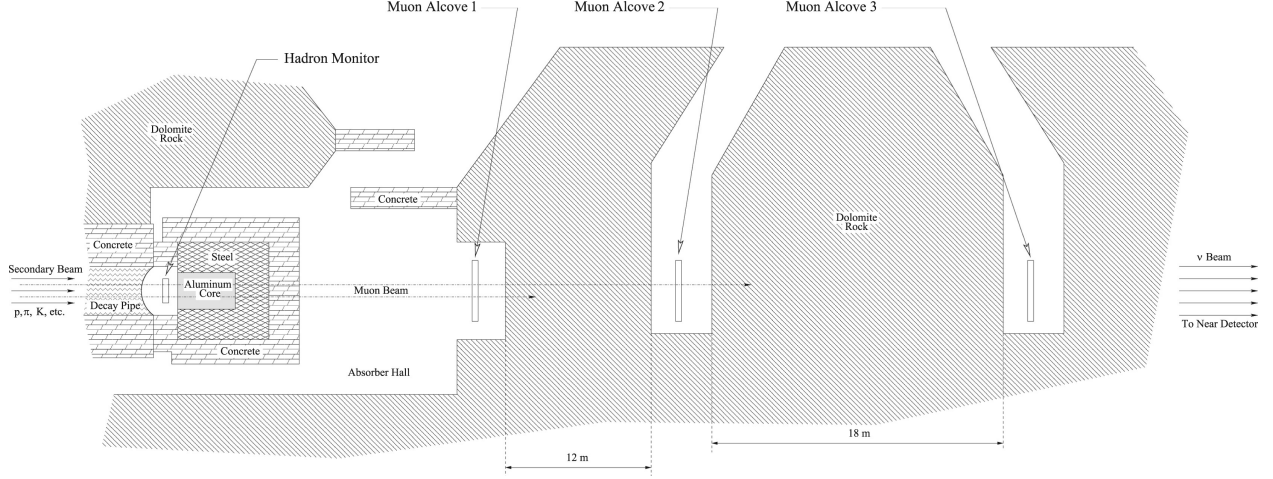 Muon Alcove 1
Muon Alcove 2
Muon Alcove 3
Hadron Monitor
Dolomite
Rock
Concrete
Concrete
Steel
Secondary Beam
Aluminum
Core
Muon Beam
Decay Pipe
p,π, K, etc.
Concrete
Absorber Hall
Dolomite
Rock
ν Beam
To Near Detector
12 m
18 m